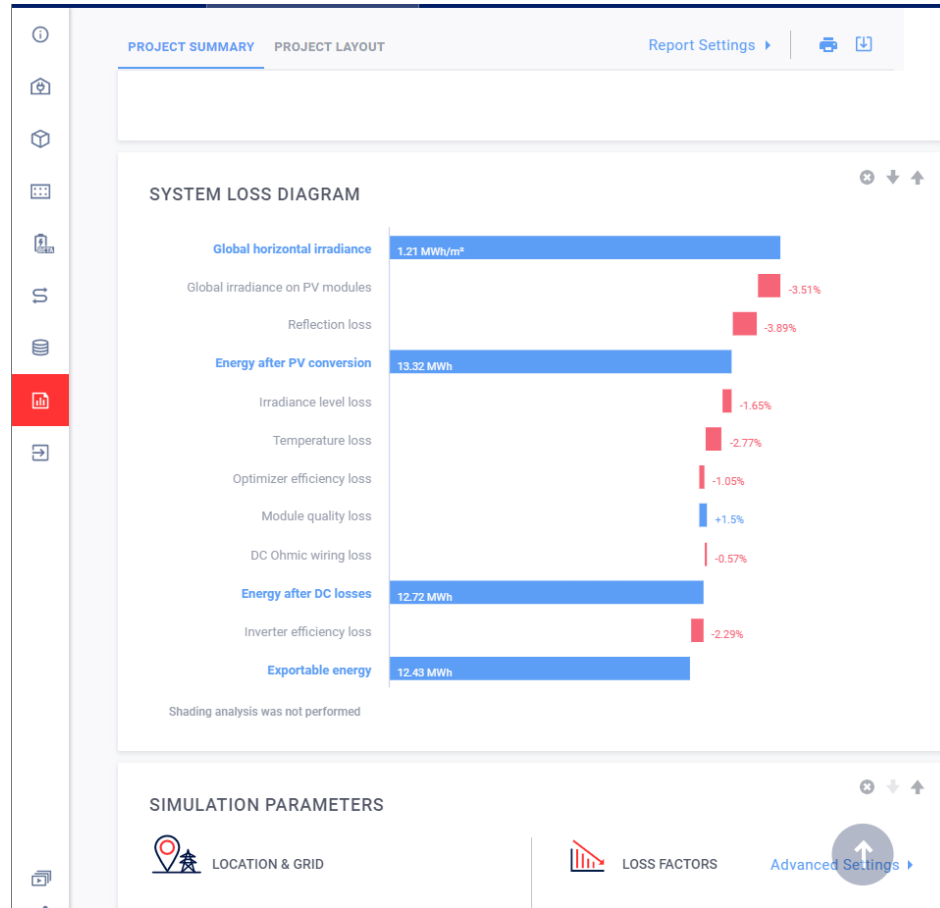 PROJECT SUMMARY PROJECT LAYOUT Report Settings
BETA
SYSTEM LOSS DIAGRAM
Global horizontal irradiance 1.21 MWh/m²
Global irradiance on PV modules -3.51%
Reflection loss -3.89%
Energy after PV conversion 13.32 MWh
Irradiance level loss -1.65%
Temperature loss -2.77%
Optimizer efficiency loss -1.05%
Module quality loss +1.5%
DC Ohmic wiring loss -0.57%
Energy after DC losses 12.72 MWh
Inverter efficiency loss -2.29%
Exportable energy 12.43 MWh
Shading analysis was not performed
SIMULATION PARAMETERS
LOCATION & GRID LOSS FACTORS Advanced Settings